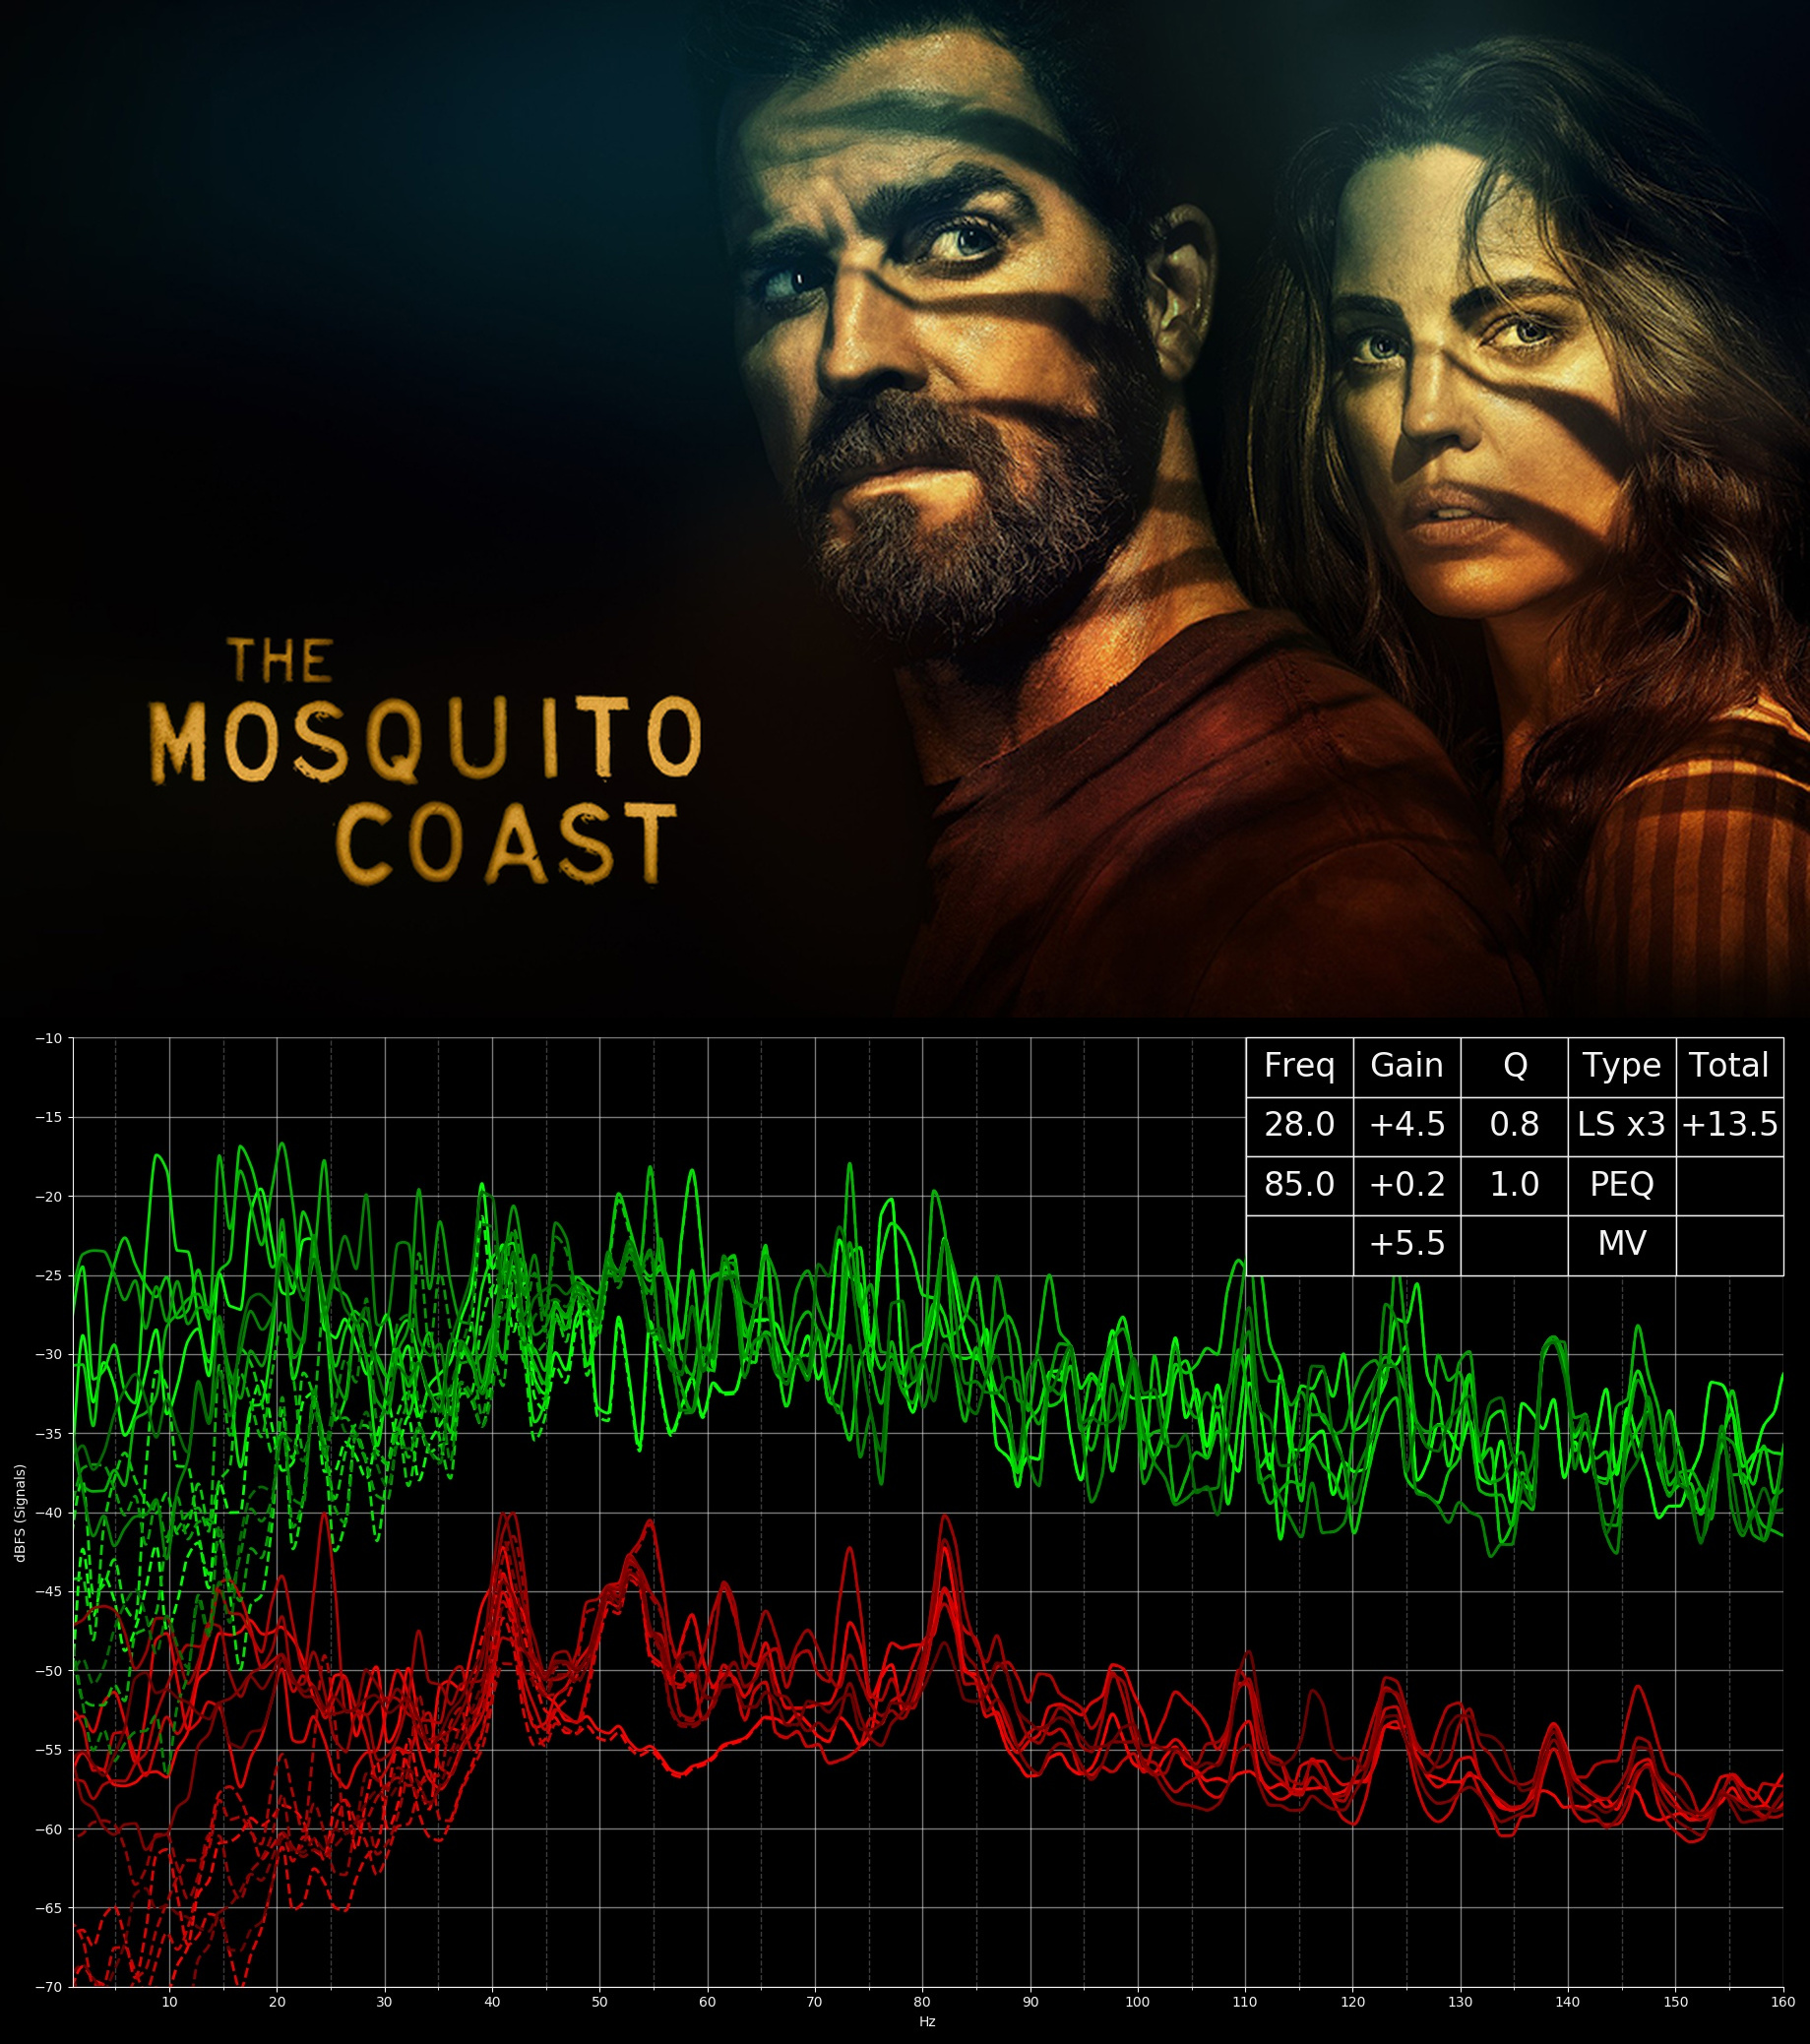 THE
MOSQUITO
COAST
Freq Gain Q Type Total
28.0 +4.5 0.8 LS x3 +13.5
85.0 +0.2 1.0 PEQ
+5.5 MV
−10
−15
−20
−25
−30
−35
−40
−45
−50
−55
−60
−65
−70
dBFS (Signals)
10 20 30 40 50 60 70 80 90 100 110 120 130 140 150 160
Hz